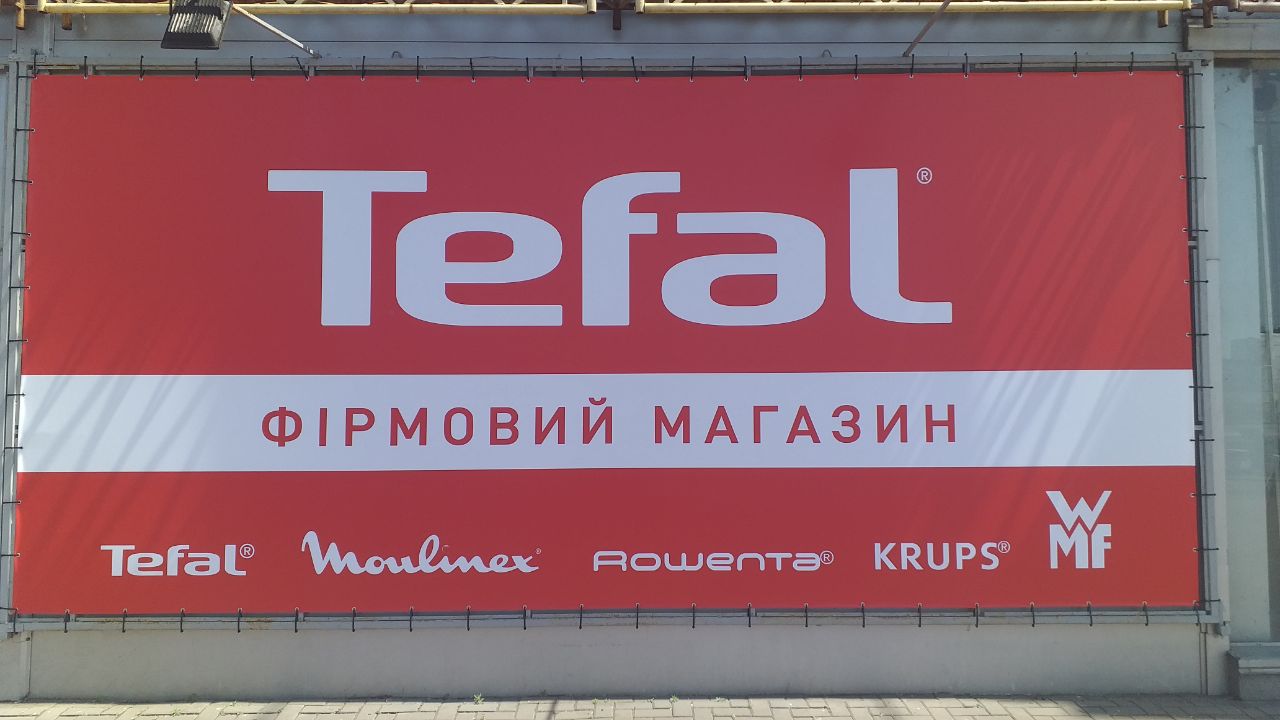 Tefal®
ФІРМОВИЙ МАГАЗИН
Tefal® Moulinex® Rowenta® KRUPS® WMF